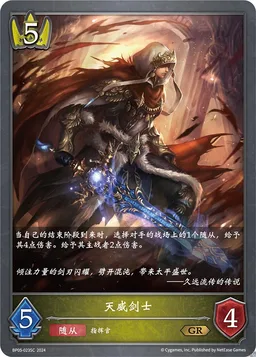 5
当自己的结束阶段到来时，选择对手的战场上的1个随从，给予
其4点伤害。给予其主战者2点伤害。
倾注力量的剑刃闪耀，劈开混沌，带来太平盛世。
——久远流传的传说
天威剑士
5
随从
指挥官
GR
4
BP05-023SC 2024
© Cygames, Inc. Published by NetEase Games